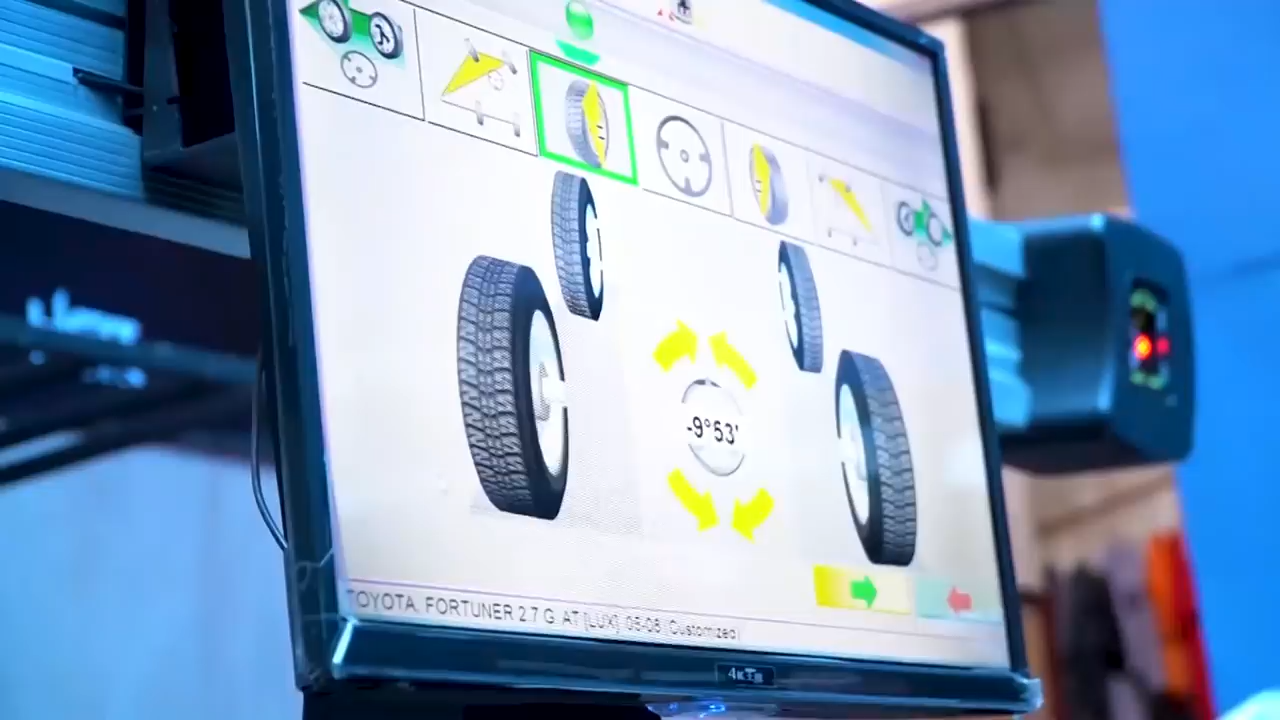 -9°53'
TOYOTA. FORTUNER 2.7 G AT [LUX] 05-08 (Customized)